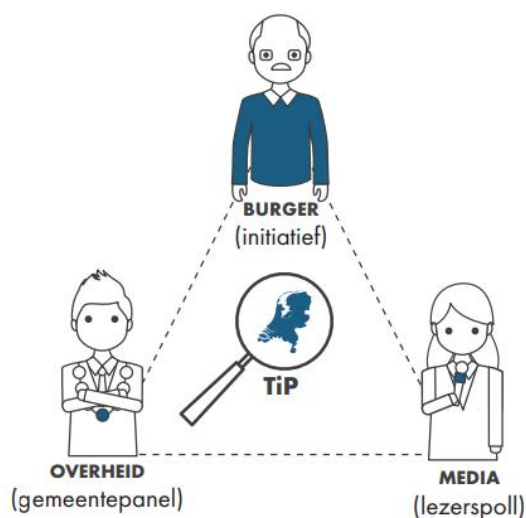 BURGER
(initiatief)
TiP
OVERHEID
(gemeentepanel)
MEDIA
(lezerspoll)